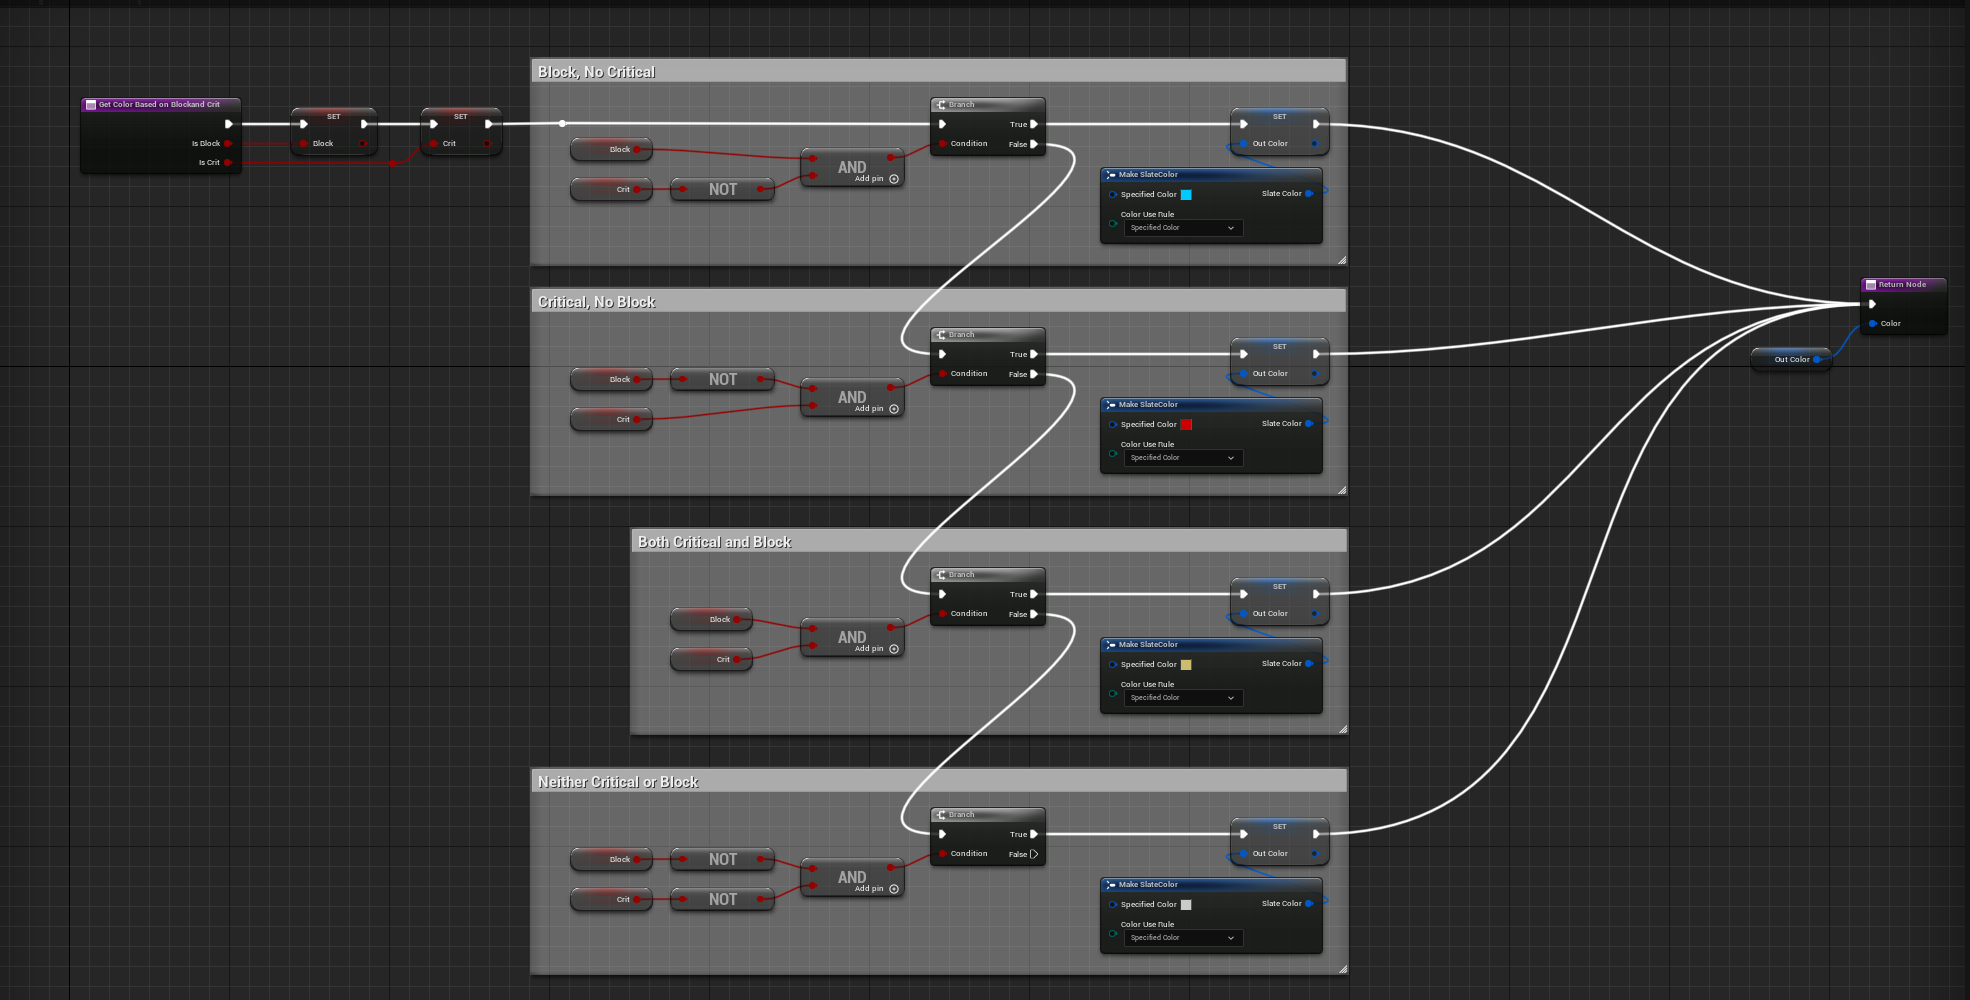 Get Color Based on Blockand Crit
Is Block
Is Crit
SET
Block
SET
Crit
Block, No Critical
Block
Crit
NOT
AND
Add pin
Branch
True
Condition
False
SET
Out Color
Make SlateColor
Specified Color
Slate Color
Color Use Rule
Specified Color
Critical, No Block
Block
NOT
Crit
AND
Add pin
Branch
True
Condition
False
SET
Out Color
Make SlateColor
Specified Color
Slate Color
Color Use Rule
Specified Color
Both Critical and Block
Block
Crit
AND
Add pin
Branch
True
Condition
False
SET
Out Color
Make SlateColor
Specified Color
Slate Color
Color Use Rule
Specified Color
Neither Critical or Block
Block
NOT
Crit
NOT
AND
Add pin
Branch
True
Condition
False
SET
Out Color
Make SlateColor
Specified Color
Slate Color
Color Use Rule
Specified Color
Return Node
Color
Out Color